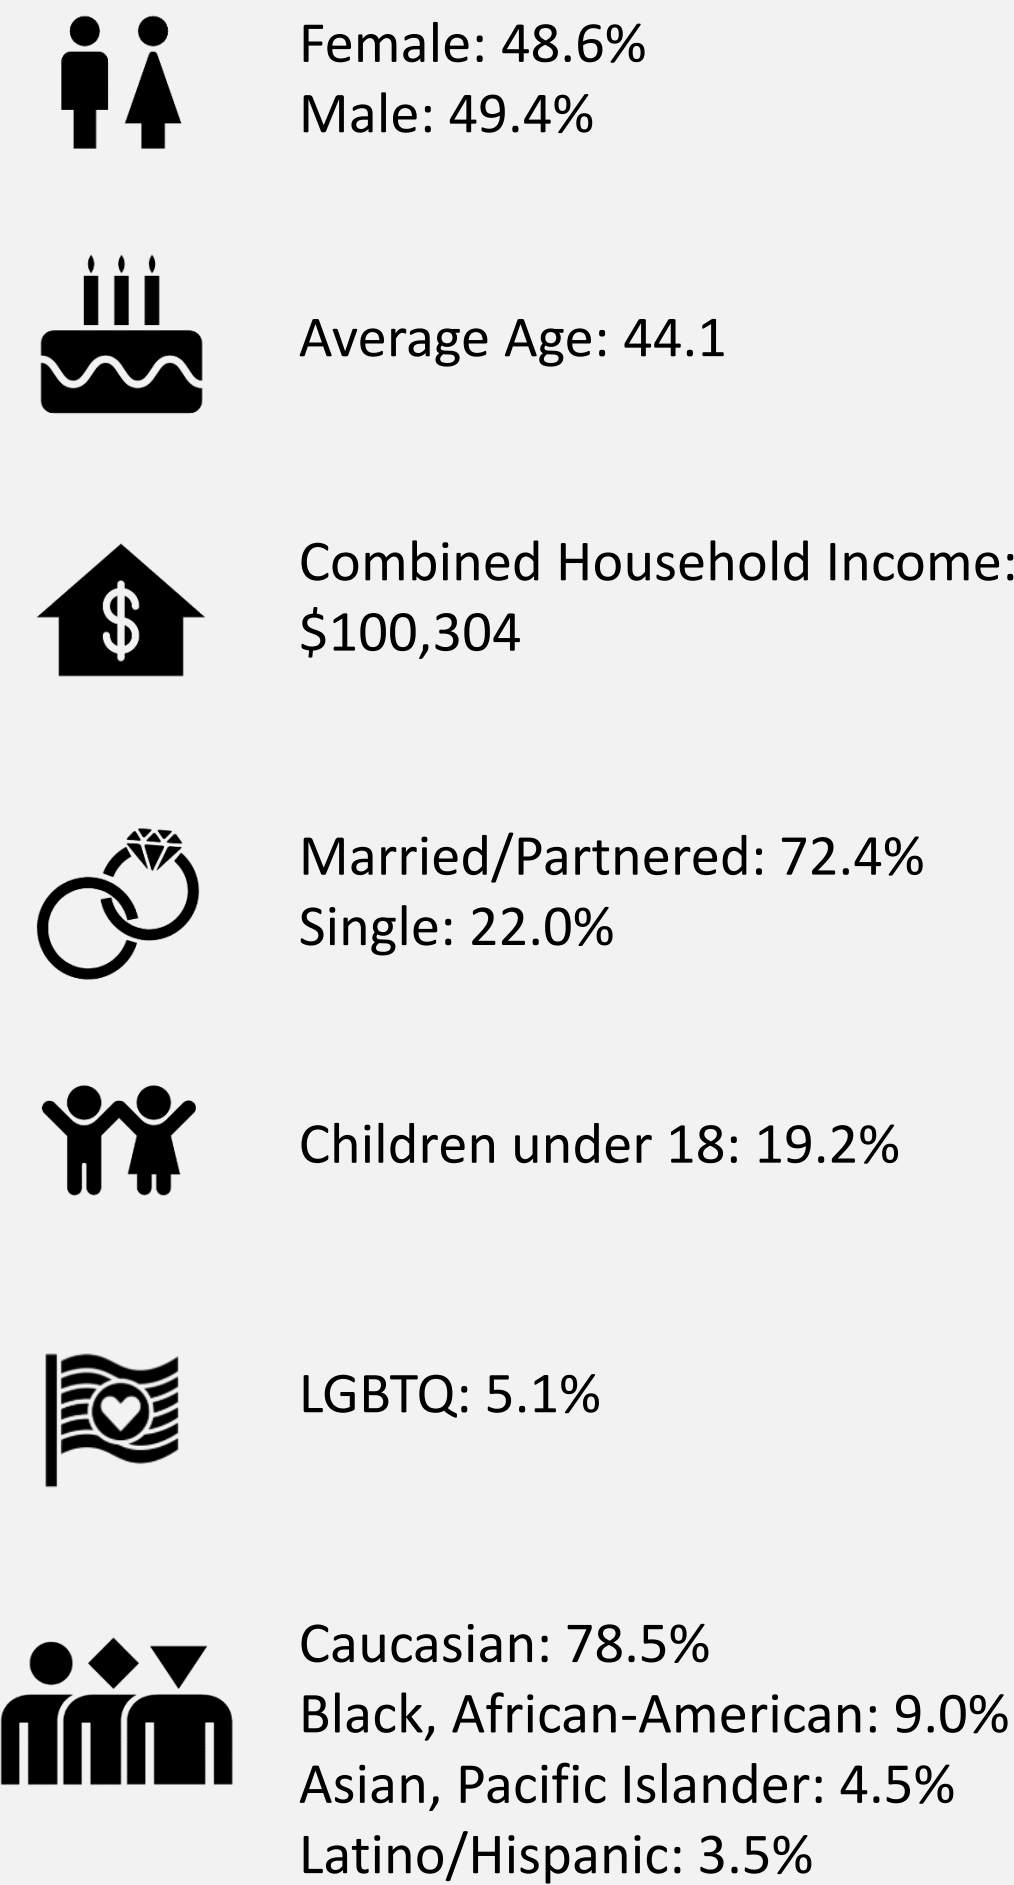 Female: 48.6%
Male: 49.4%
Average Age: 44.1
Combined Household Income:
$100,304
Married/Partnered: 72.4%
Single: 22.0%
Children under 18: 19.2%
LGBTQ: 5.1%
Caucasian: 78.5%
Black, African-American: 9.0%
Asian, Pacific Islander: 4.5%
Latino/Hispanic: 3.5%